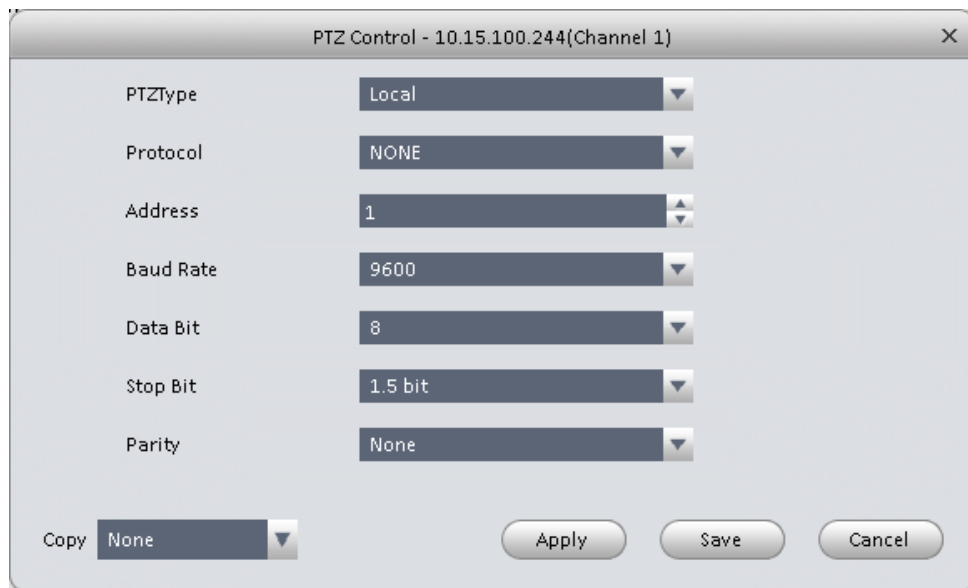 PTZ Control - 10.15.100.244(Channel 1)
PTZType Local
Protocol NONE
Address 1
Baud Rate 9600
Data Bit 8
Stop Bit 1.5 bit
Parity None
Copy None Apply Save Cancel